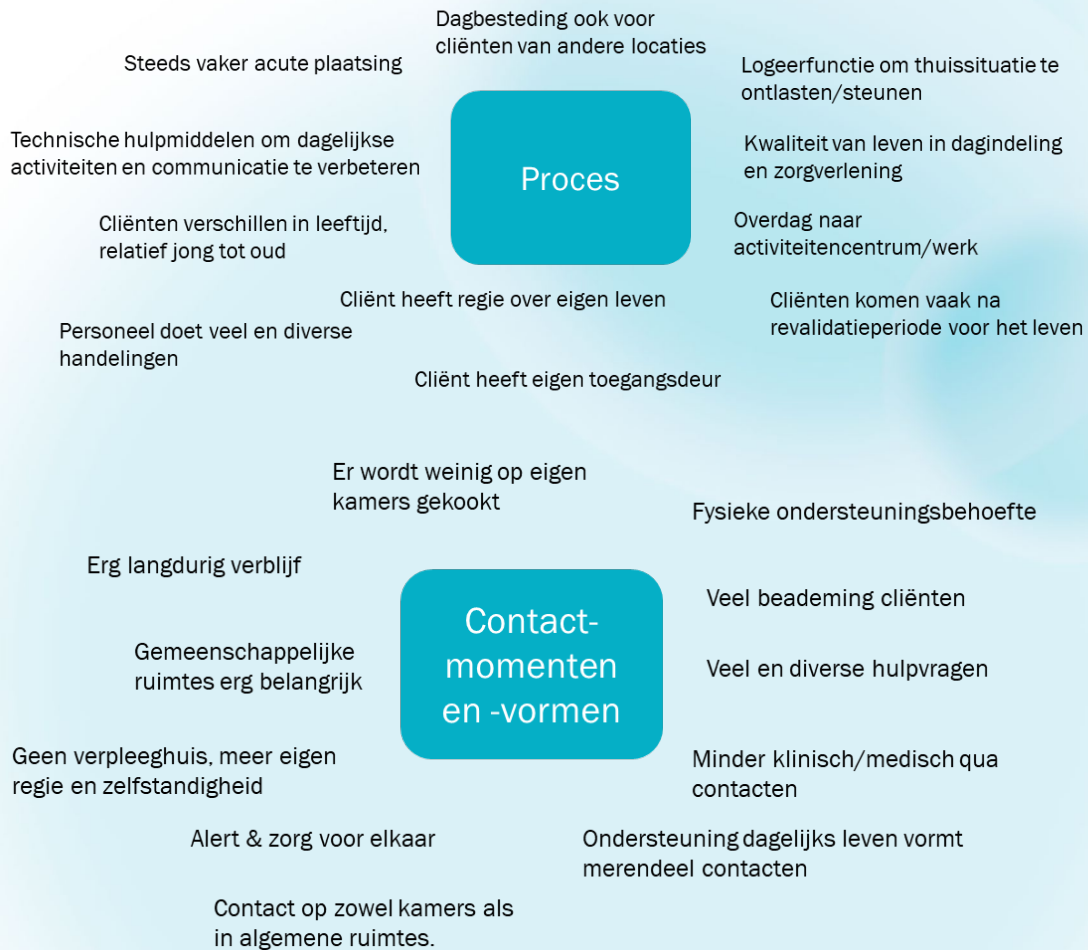 Dagbesteding ook voor
cliënten van andere locaties
Steeds vaker acute plaatsing
Logeerfunctie om thuissituatie te
ontlasten/steunen
Technische hulpmiddelen om dagelijkse
activiteiten en communicatie te verbeteren
Proces
Kwaliteit van leven in dagindeling
en zorgverlening
Cliënten verschillen in leeftijd,
relatief jong tot oud
Overdag naar
activiteitencentrum/werk
Cliënt heeft regie over eigen leven
Cliënten komen vaak na
revalidatieperiode voor het leven
Personeel doet veel en diverse
handelingen
Cliënt heeft eigen toegangsdeur
Er wordt weinig op eigen
kamers gekookt
Fysieke ondersteuningsbehoefte
Erg langdurig verblijf
Contact-
momenten
en -vormen
Veel beademing cliënten
Gemeenschappelijke
ruimtes erg belangrijk
Veel en diverse hulpvragen
Geen verpleeghuis, meer eigen
regie en zelfstandigheid
Minder klinisch/medisch qua
contacten
Alert & zorg voor elkaar
Ondersteuning dagelijks leven vormt
merendeel contacten
Contact op zowel kamers als
in algemene ruimtes.